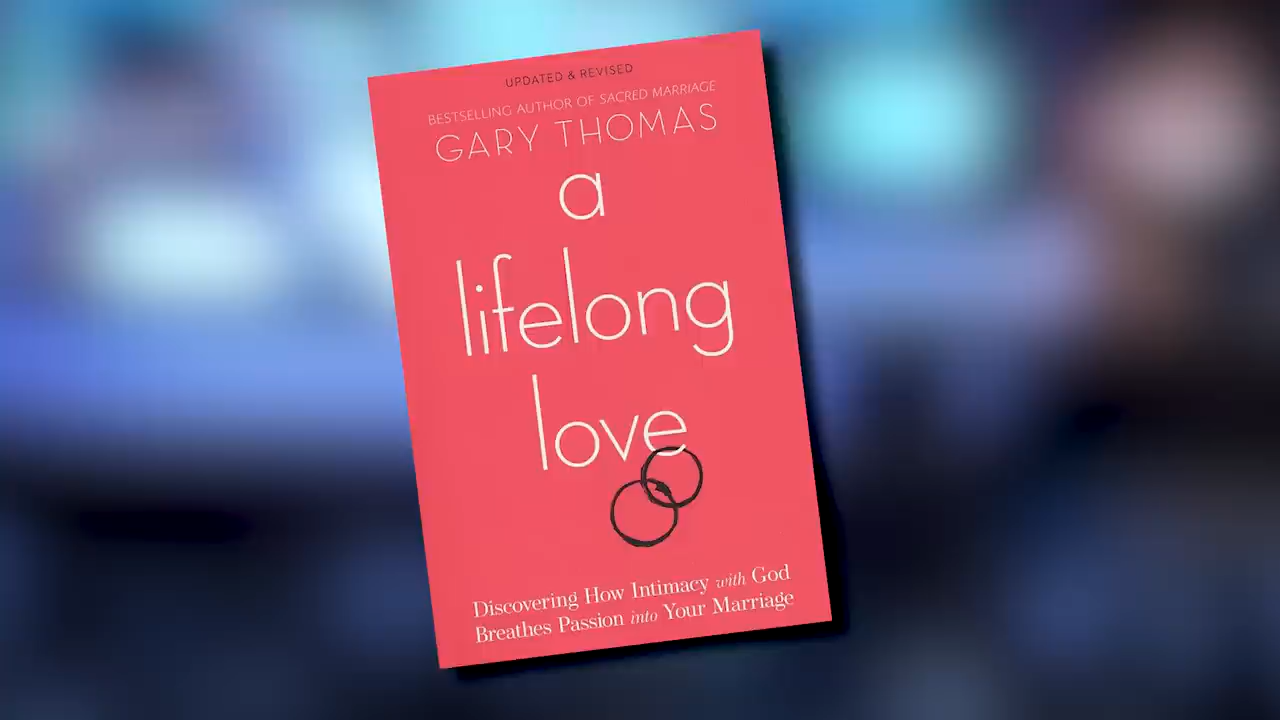 UPDATED & REVISED
BESTSELLING AUTHOR OF SACRED MARRIAGE
GARY THOMAS
a
lifelong
love
Discovering How Intimacy with God
Breathes Passion into Your Marriage